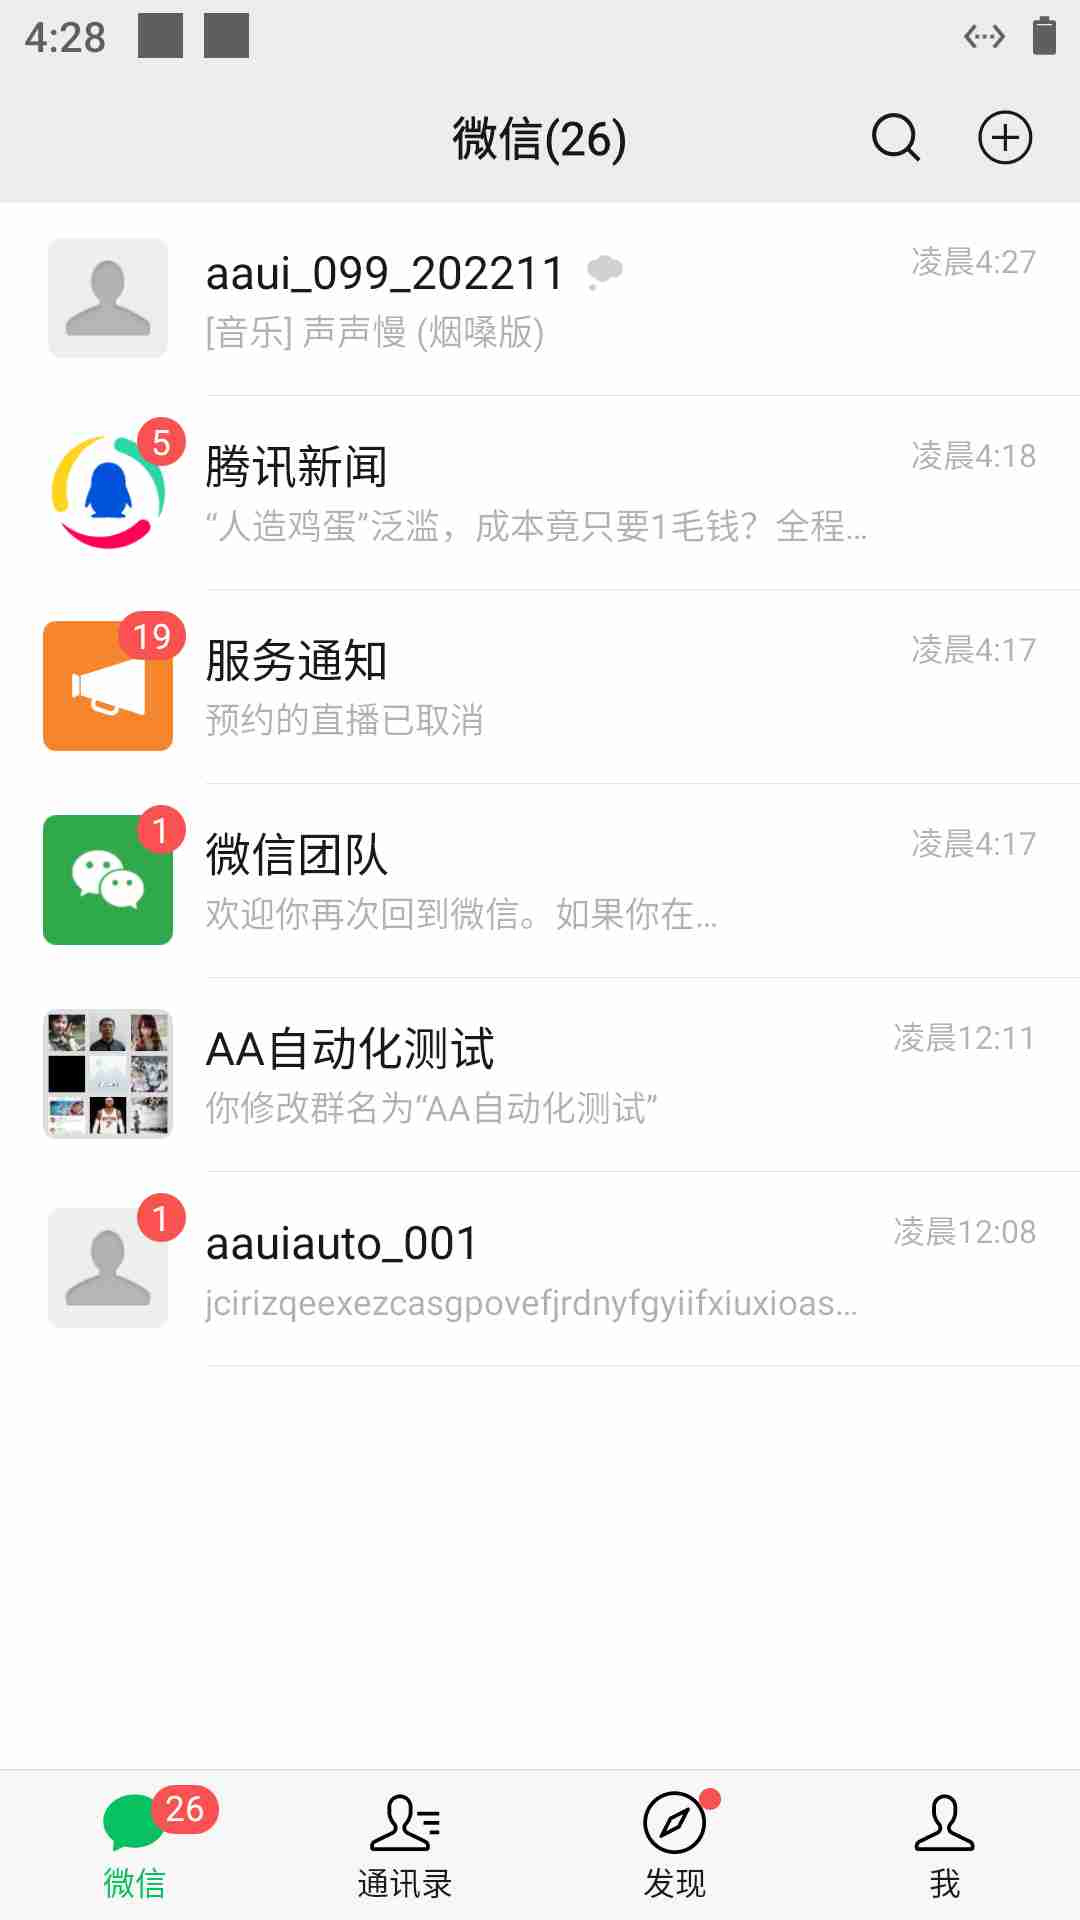 4:28
微信(26)
aaui_099_202211
凌晨4:27
[音乐] 声声慢 (烟嗓版)
5
腾讯新闻
凌晨4:18
“人造鸡蛋”泛滥，成本竟只要1毛钱？全程...
19
服务通知
凌晨4:17
预约的直播已取消
1
微信团队
凌晨4:17
欢迎你再次回到微信。如果你在...
AA自动化测试
凌晨12:11
你修改群名为“AA自动化测试”
1
aauiauto_001
凌晨12:08
jcirizqeexezcasgpovefjrdnyfgyiifxiuxioas...
26
微信
通讯录
发现
我